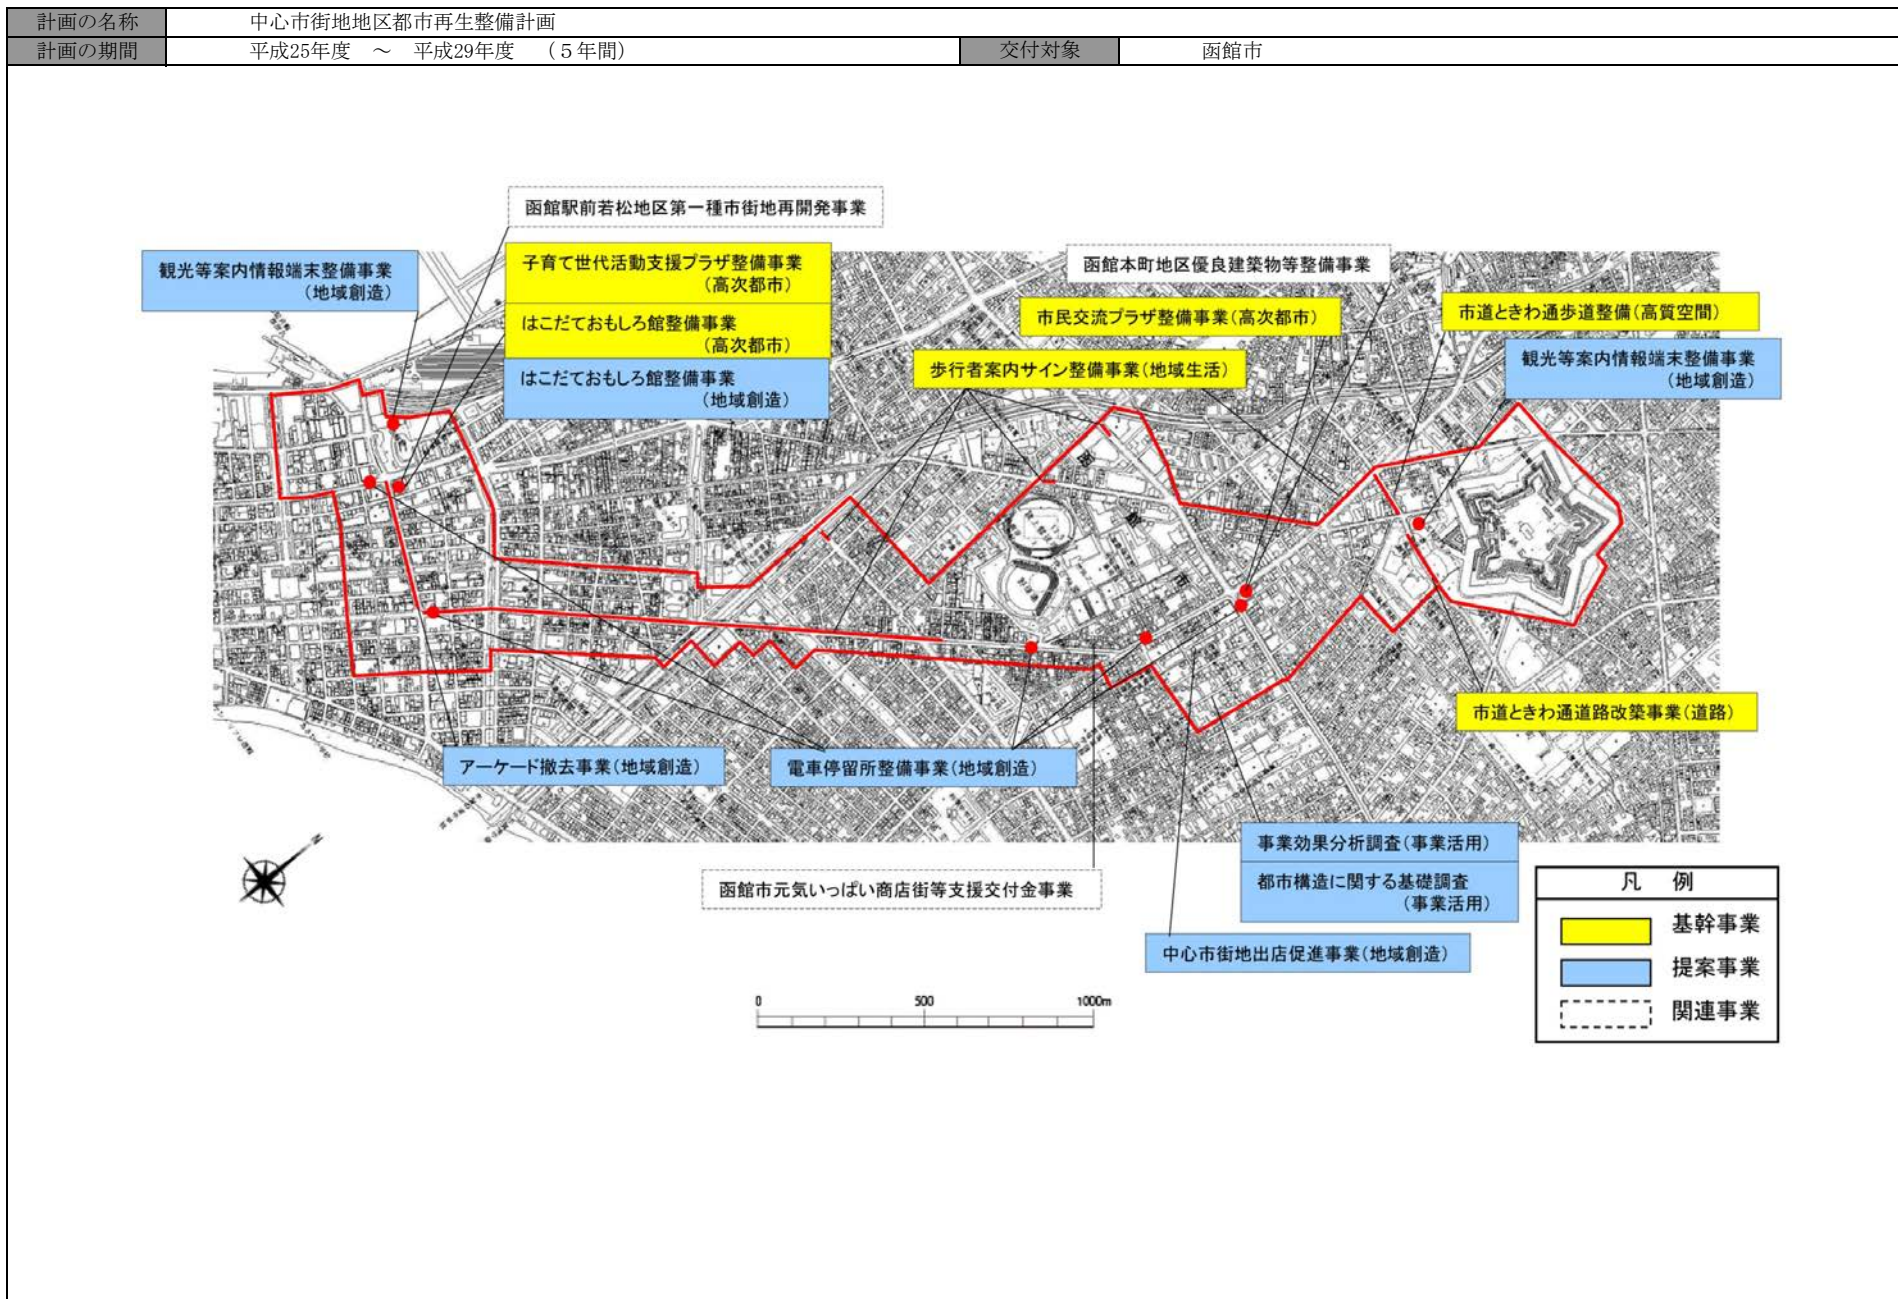 計画の名称 中心市街地地区都市再生整備計画
計画の期間 平成25年度 ～ 平成29年度 （５年間） 交付対象 函館市
函館駅前若松地区第一種市街地再開発事業
観光等案内情報端末整備事業
(地域創造)
子育て世代活動支援プラザ整備事業
(高次都市)
はこだておもしろ館整備事業
(高次都市)
はこだておもしろ館整備事業
(地域創造)
函館本町地区優良建築物等整備事業
市民交流プラザ整備事業(高次都市)
歩行者案内サイン整備事業(地域生活)
市道ときわ通歩道整備(高質空間)
観光等案内情報端末整備事業
(地域創造)
函
館
市
市道ときわ通道路改築事業(道路)
アーケード撤去事業(地域創造)
電車停留所整備事業(地域創造)
事業効果分析調査(事業活用)
都市構造に関する基礎調査
(事業活用)
函館市元気いっぱい商店街等支援交付金事業
中心市街地出店促進事業(地域創造)
N
0 500 1000m
凡 例
基幹事業
提案事業
関連事業